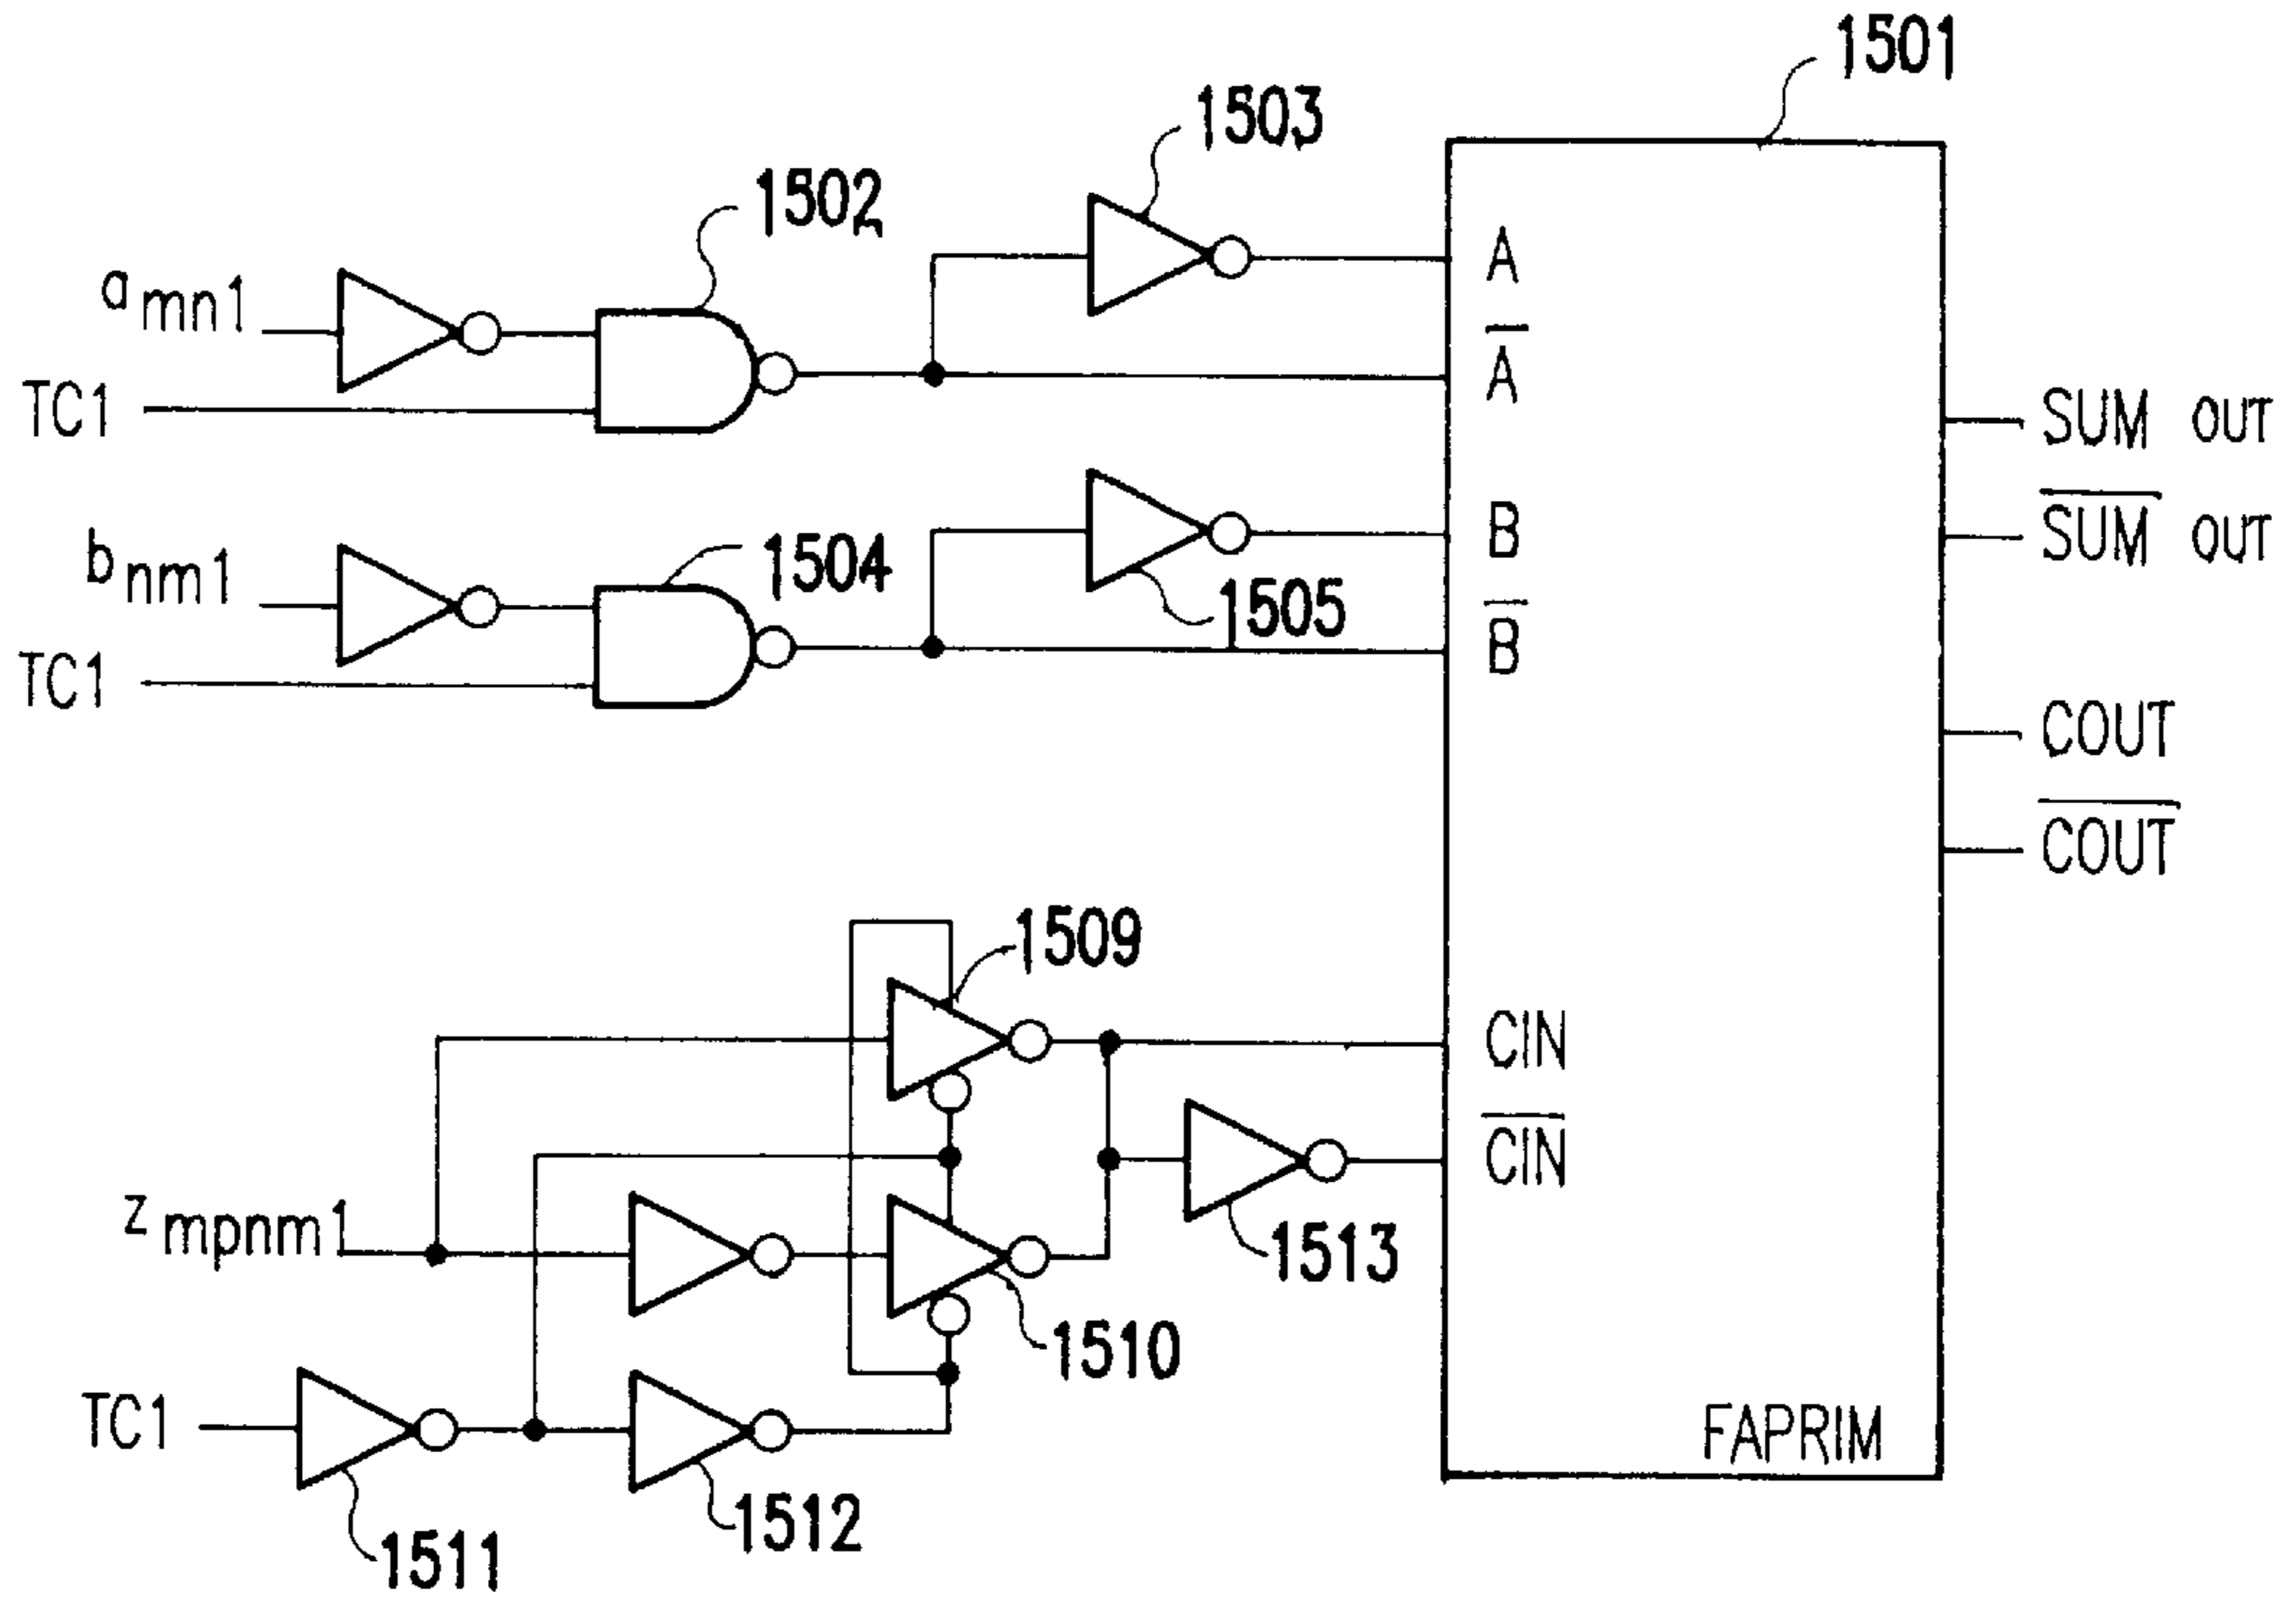 1501
1503
1502
a mn1
TC1
A
A
SUM OUT
SUM OUT
b nm1
1504
1505
B
B
TC1
COUT
COUT
1509
CIN
CIN
z mpnm1
1513
1510
TC1
FAPRIM
1512
1511